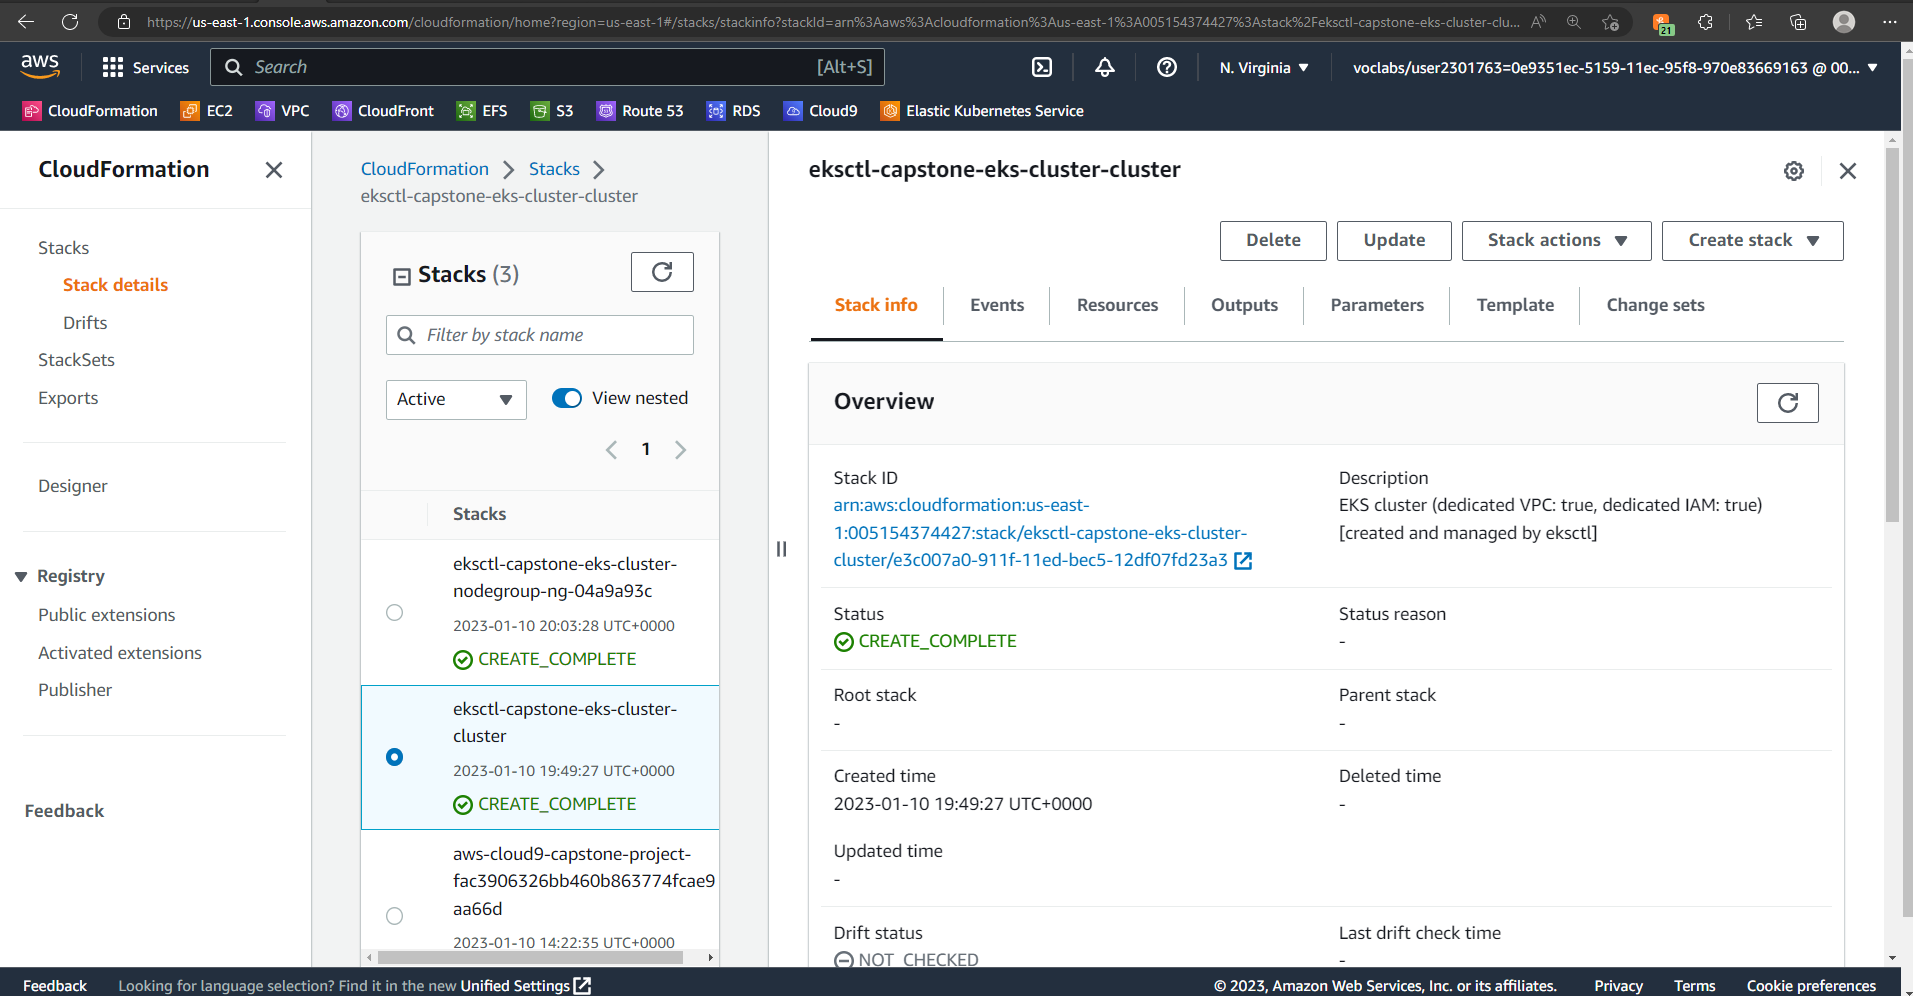 https://us-east-1.console.aws.amazon.com/cloudformation/home?region=us-east-1#/stacks/stackinfo?stackId=arn%3Aaws%3Acloudformation%3Aus-east-1%3A005154374427%3Astack%2Feksctl-capstone-eks-cluster-clu...
21
aws
Services
Search
[Alt+S]
N. Virginia
voclabs/user2301763=0e9351ec-5159-11ec-95f8-970e83669163 @ 00...
CloudFormation EC2 VPC CloudFront EFS S3 Route 53 RDS Cloud9 Elastic Kubernetes Service
CloudFormation
Stacks
Stack details
Drifts
StackSets
Exports
Designer
Registry
Public extensions
Activated extensions
Publisher
Feedback
CloudFormation
Stacks
eksctl-capstone-eks-cluster-cluster
Stacks (3)
Filter by stack name
Active
View nested
1
Stacks
eksctl-capstone-eks-cluster-
nodegroup-ng-04a9a93c
2023-01-10 20:03:28 UTC+0000
CREATE_COMPLETE
eksctl-capstone-eks-cluster-
cluster
2023-01-10 19:49:27 UTC+0000
CREATE_COMPLETE
aws-cloud9-capstone-project-
fac3906326bb460b863774fcae9
aa66d
2023-01-10 14:22:35 UTC+0000
eksctl-capstone-eks-cluster-cluster
Delete
Update
Stack actions
Create stack
Stack info
Events
Resources
Outputs
Parameters
Template
Change sets
Overview
Stack ID
arn:aws:cloudformation:us-east-
1:005154374427:stack/eksctl-capstone-eks-cluster-
cluster/e3c007a0-911f-11ed-bec5-12df07fd23a3
Description
EKS cluster (dedicated VPC: true, dedicated IAM: true)
[created and managed by eksctl]
Status
CREATE_COMPLETE
Status reason
-
Root stack
-
Parent stack
-
Created time
2023-01-10 19:49:27 UTC+0000
Deleted time
-
Updated time
-
Drift status
NOT_CHECKED
Last drift check time
-
Feedback
Looking for language selection? Find it in the new Unified Settings
© 2023, Amazon Web Services, Inc. or its affiliates.
Privacy
Terms
Cookie preferences